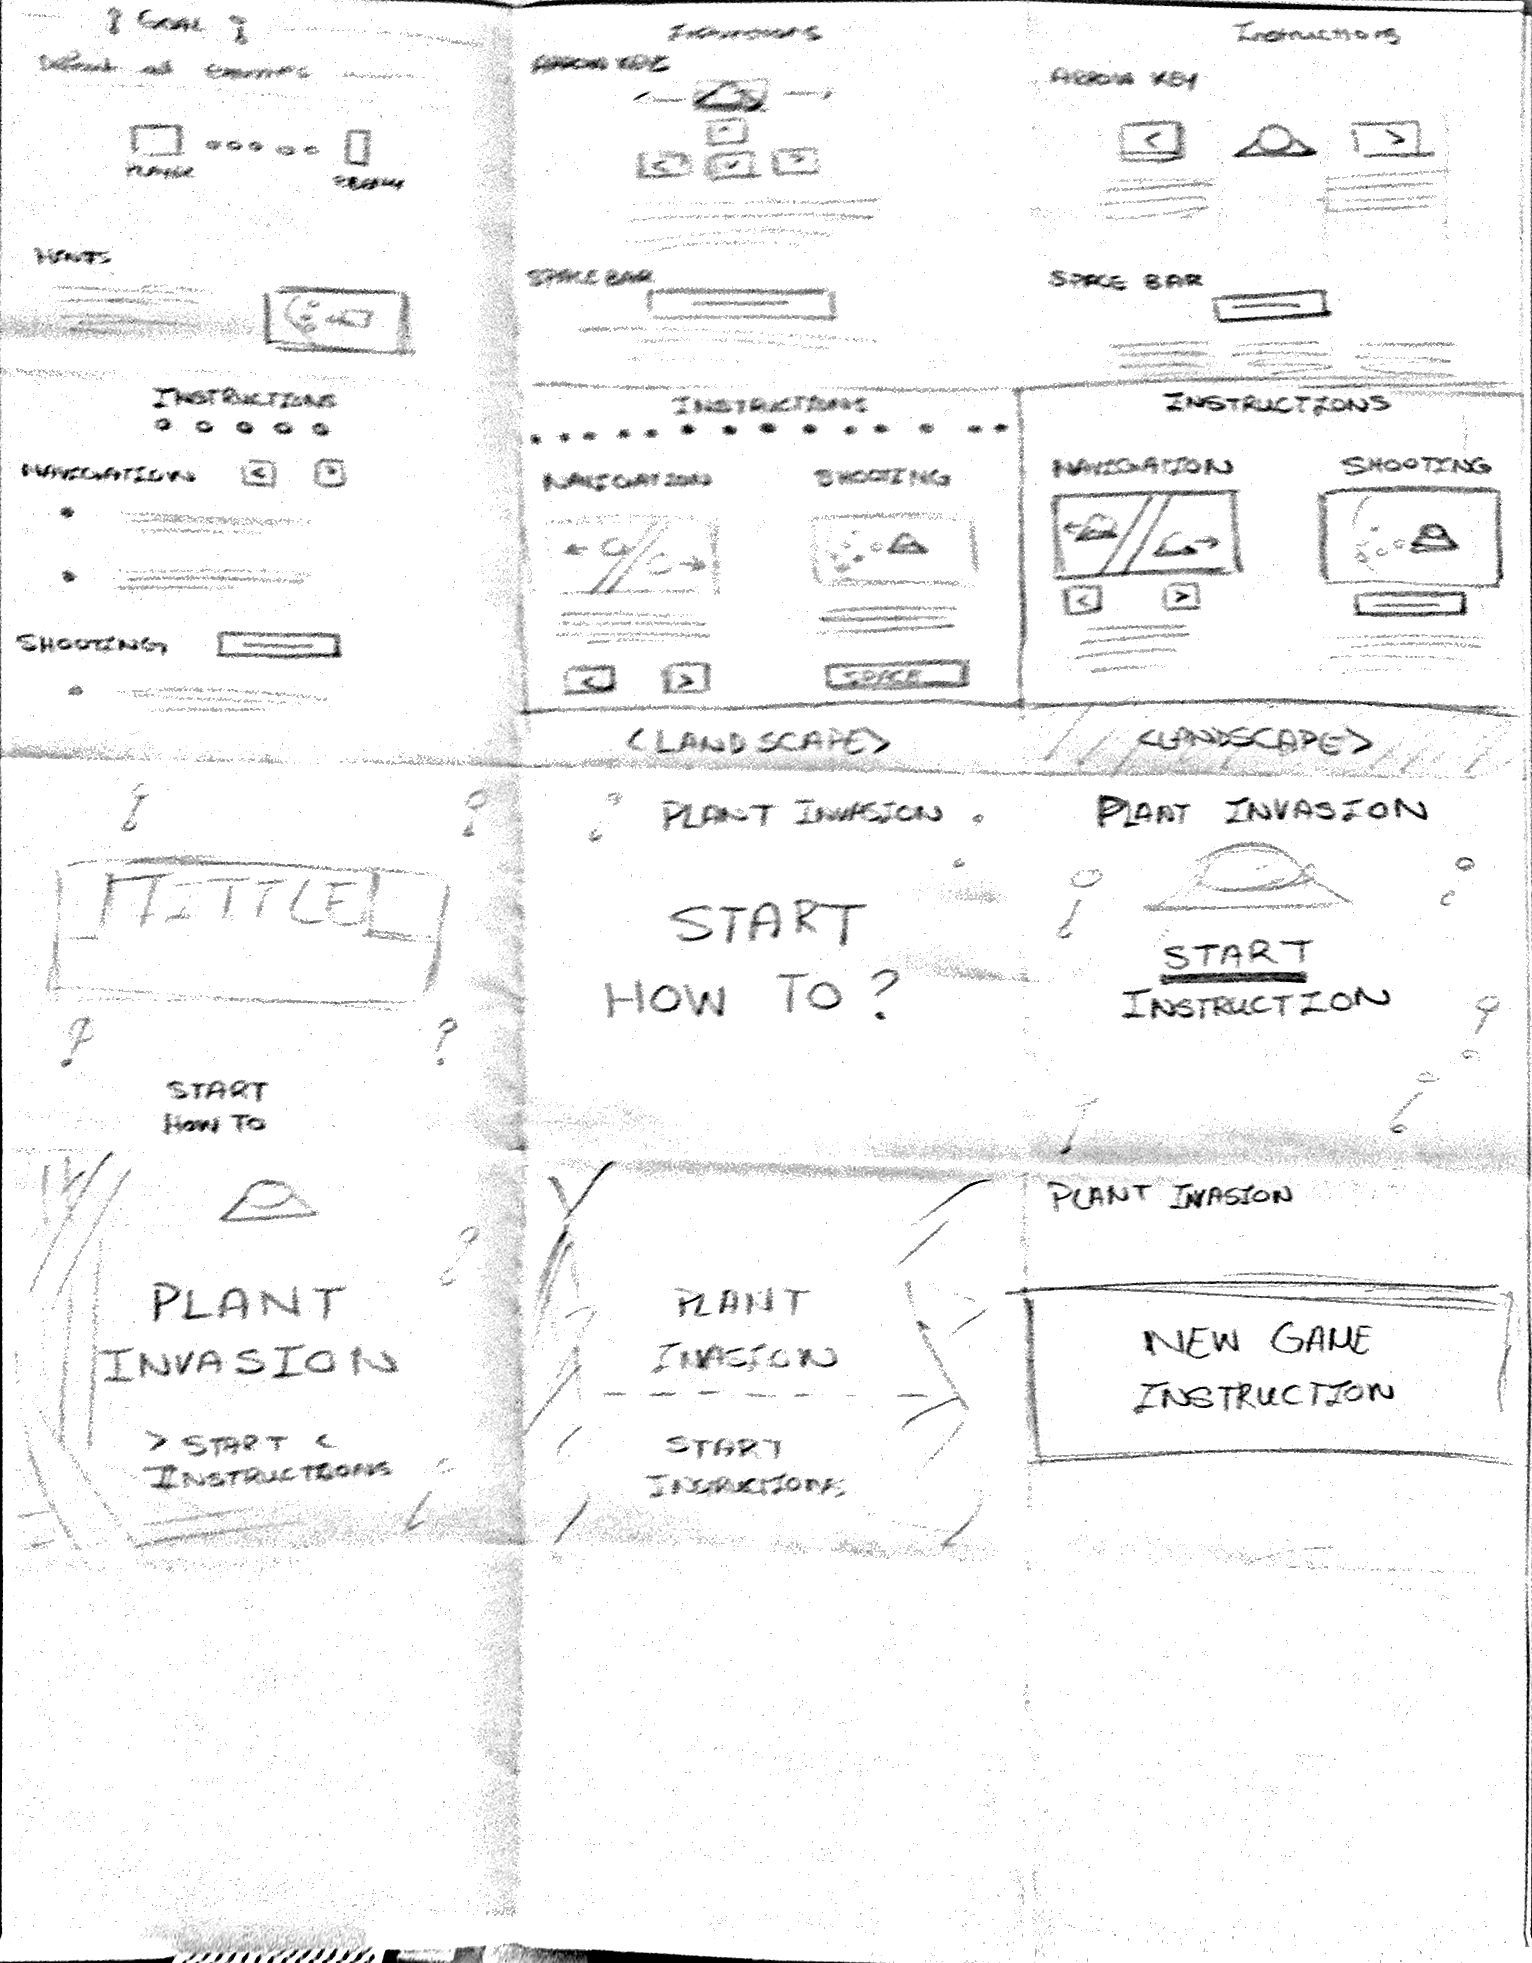 GOAL
Defeat all enemies
PLAYER
ENEMY
HINTS
Instructions
ARROW KEY
<
>
SPACE BAR
Instructions
ARROW KEY
<
>
SPACE BAR
INSTRUCTIONS
NAVIGATION < >
SHOOTING
INSTRUCTIONS
NAVIGATION SHOOTING
< > SPACE
<LANDSCAPE>
INSTRUCTIONS
NAVIGATION SHOOTING
< >
<LANDSCAPE>
TITTLE
START
HOW TO
PLANT INVASION
START
HOW TO?
PLANT INVASION
START
INSTRUCTION
PLANT
INVASION
> START <
INSTRUCTIONS
PLANT
INVASION
START
INSTRUCTIONS
PLANT INVASION
NEW GAME
INSTRUCTION